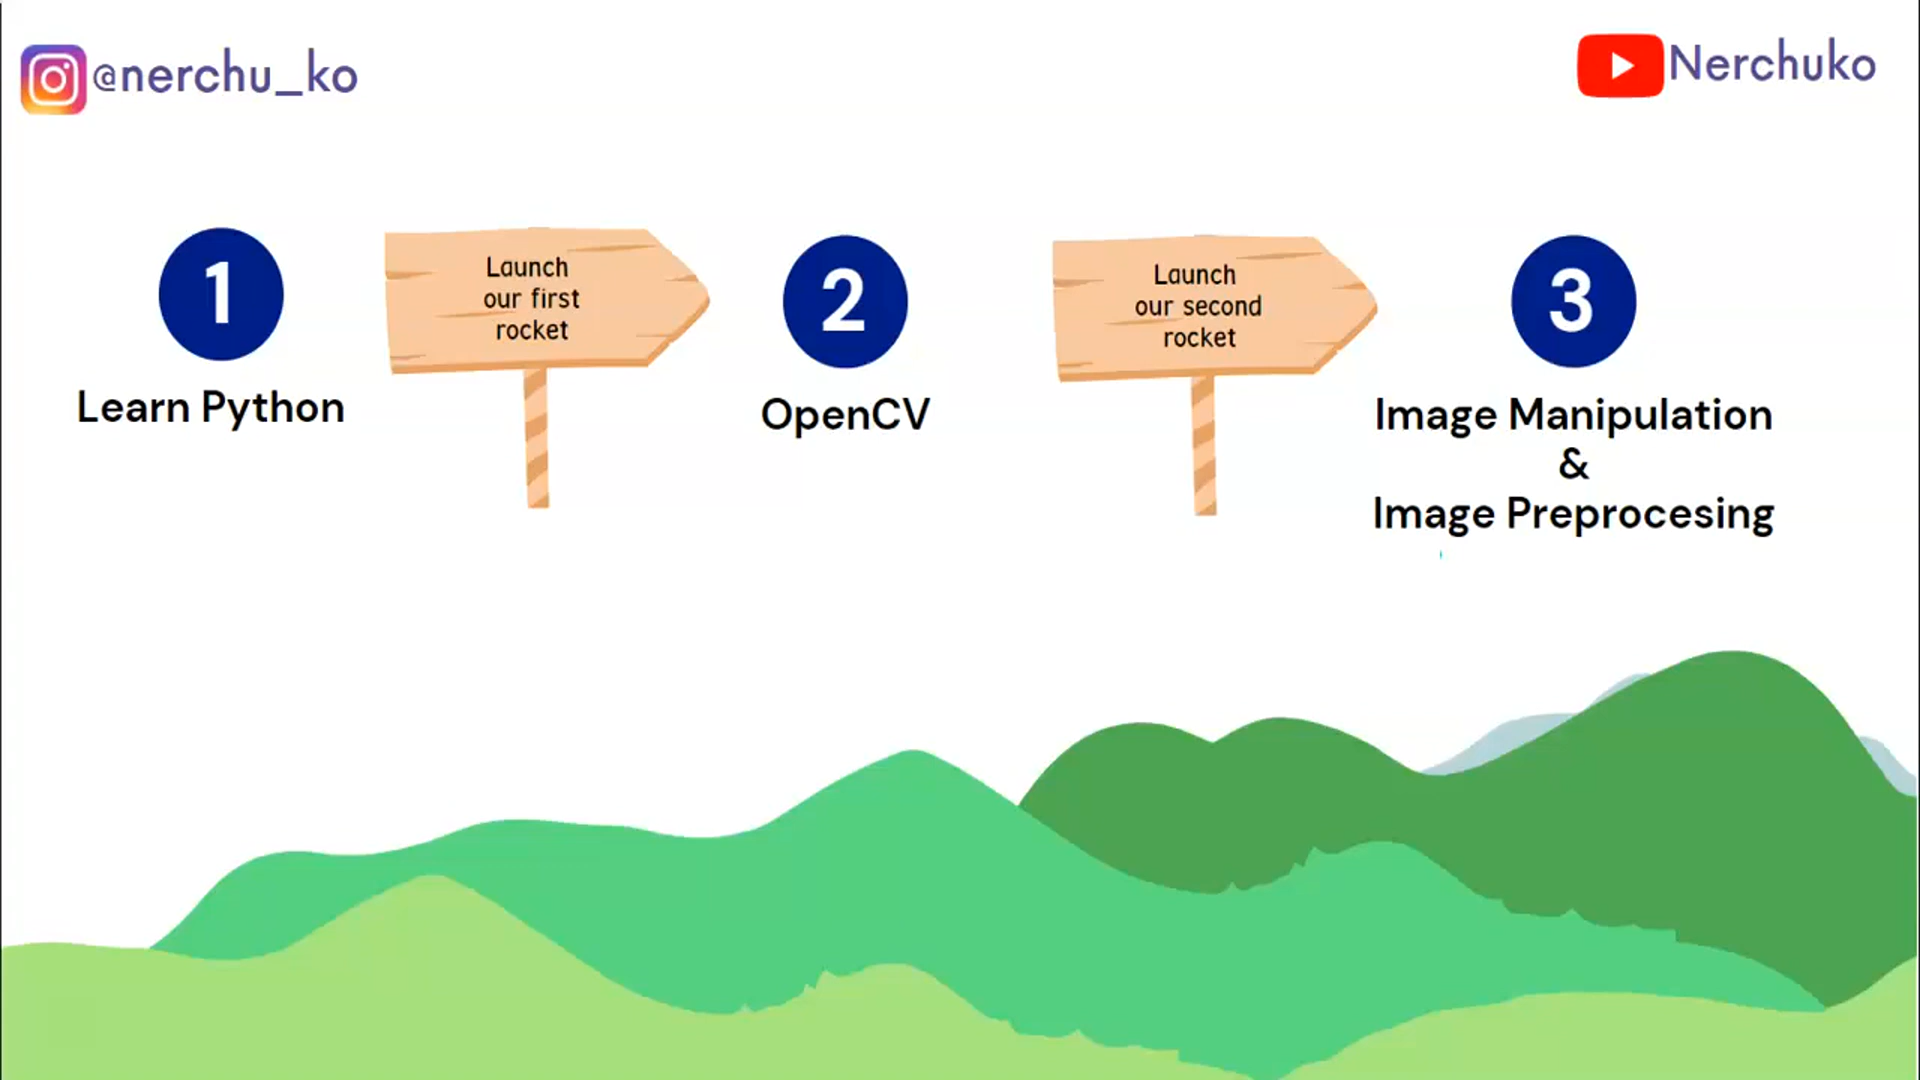 @nerchu_ko
Nerchuko
1
Launch
our first
rocket
2
Launch
our second
rocket
3
Learn Python
OpenCV
Image Manipulation
&
Image Preprocesing